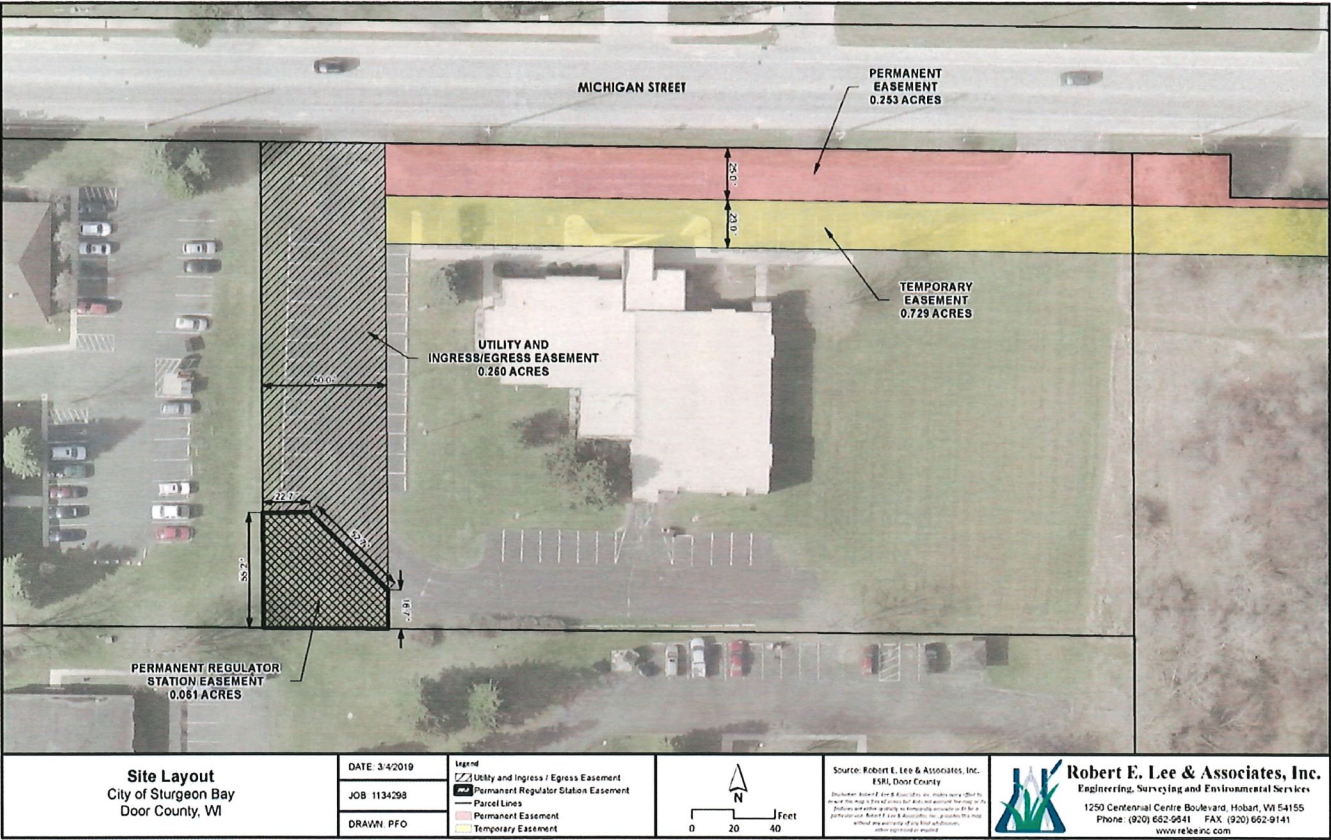 MICHIGAN STREET
PERMANENT
EASEMENT
0.253 ACRES
25.0'
23.0'
TEMPORARY
EASEMENT
0.729 ACRES
UTILITY AND
INGRESS/EGRESS EASEMENT
0.260 ACRES
60.0'
22.7'
52.2'
55.2'
16.7'
PERMANENT REGULATOR
STATION EASEMENT
0.061 ACRES
Site Layout
City of Sturgeon Bay
Door County, WI
DATE: 3/4/2019
JOB 1134298
DRAWN: PFO
Legend
Utility and Ingress / Egress Easement
Permanent Regulator Station Easement
Parcel Lines
Permanent Easement
Temporary Easement
N
Feet
0 20 40
Source: Robert E. Lee & Associates, Inc.
ESRI, Door County
Robert E. Lee & Associates, Inc.
Engineering, Surveying and Environmental Services
1250 Centennial Centre Boulevard, Hobart, WI 54155
Phone: (920) 662-9641 FAX (920) 662-9141
www.releeinc.com